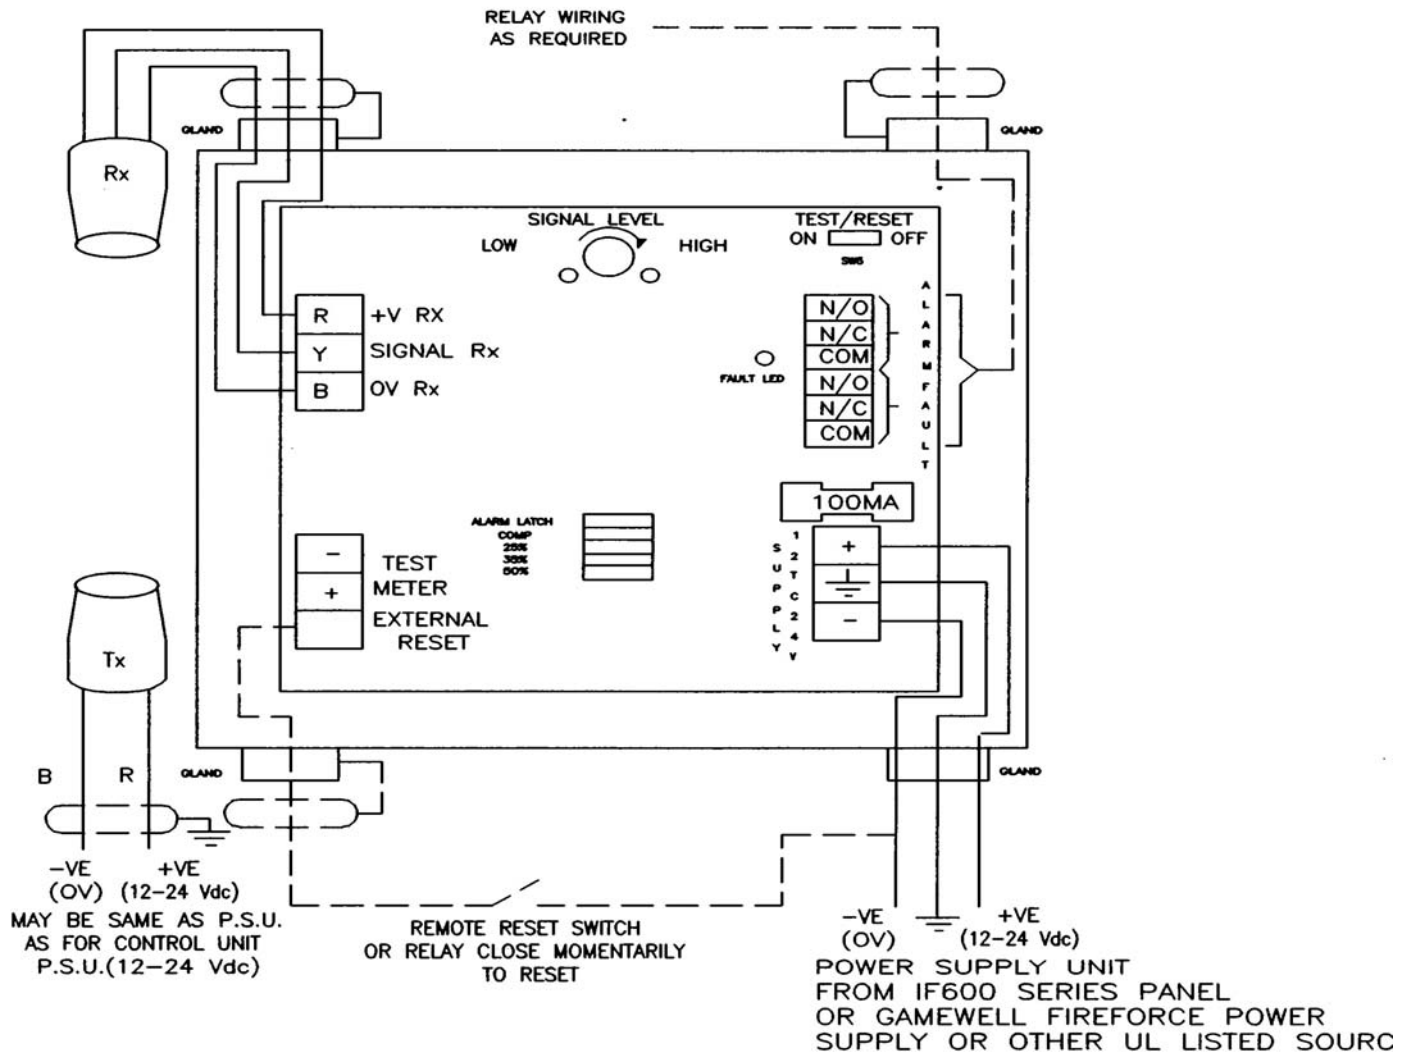 RELAY WIRING
AS REQUIRED
GLAND
GLAND
Rx
SIGNAL LEVEL
LOW
HIGH
TEST/RESET
ON OFF
SW5
R +V RX
Y SIGNAL Rx
B OV Rx
FAULT LED
N/O
N/C
COM
N/O
N/C
COM
ALARM FAULT
100MA
ALARM LATCH
COMP
25%
35%
50%
- TEST
+ METER
EXTERNAL
RESET
SUPPLY
12TC24V
+
-
Tx
B R
GLAND
GLAND
-VE +VE
(OV) (12-24 Vdc)
MAY BE SAME AS P.S.U.
AS FOR CONTROL UNIT
P.S.U.(12-24 Vdc)
REMOTE RESET SWITCH
OR RELAY CLOSE MOMENTARILY
TO RESET
-VE +VE
(OV) (12-24 Vdc)
POWER SUPPLY UNIT
FROM IF600 SERIES PANEL
OR GAMEWELL FIREFORCE POWER
SUPPLY OR OTHER UL LISTED SOURC